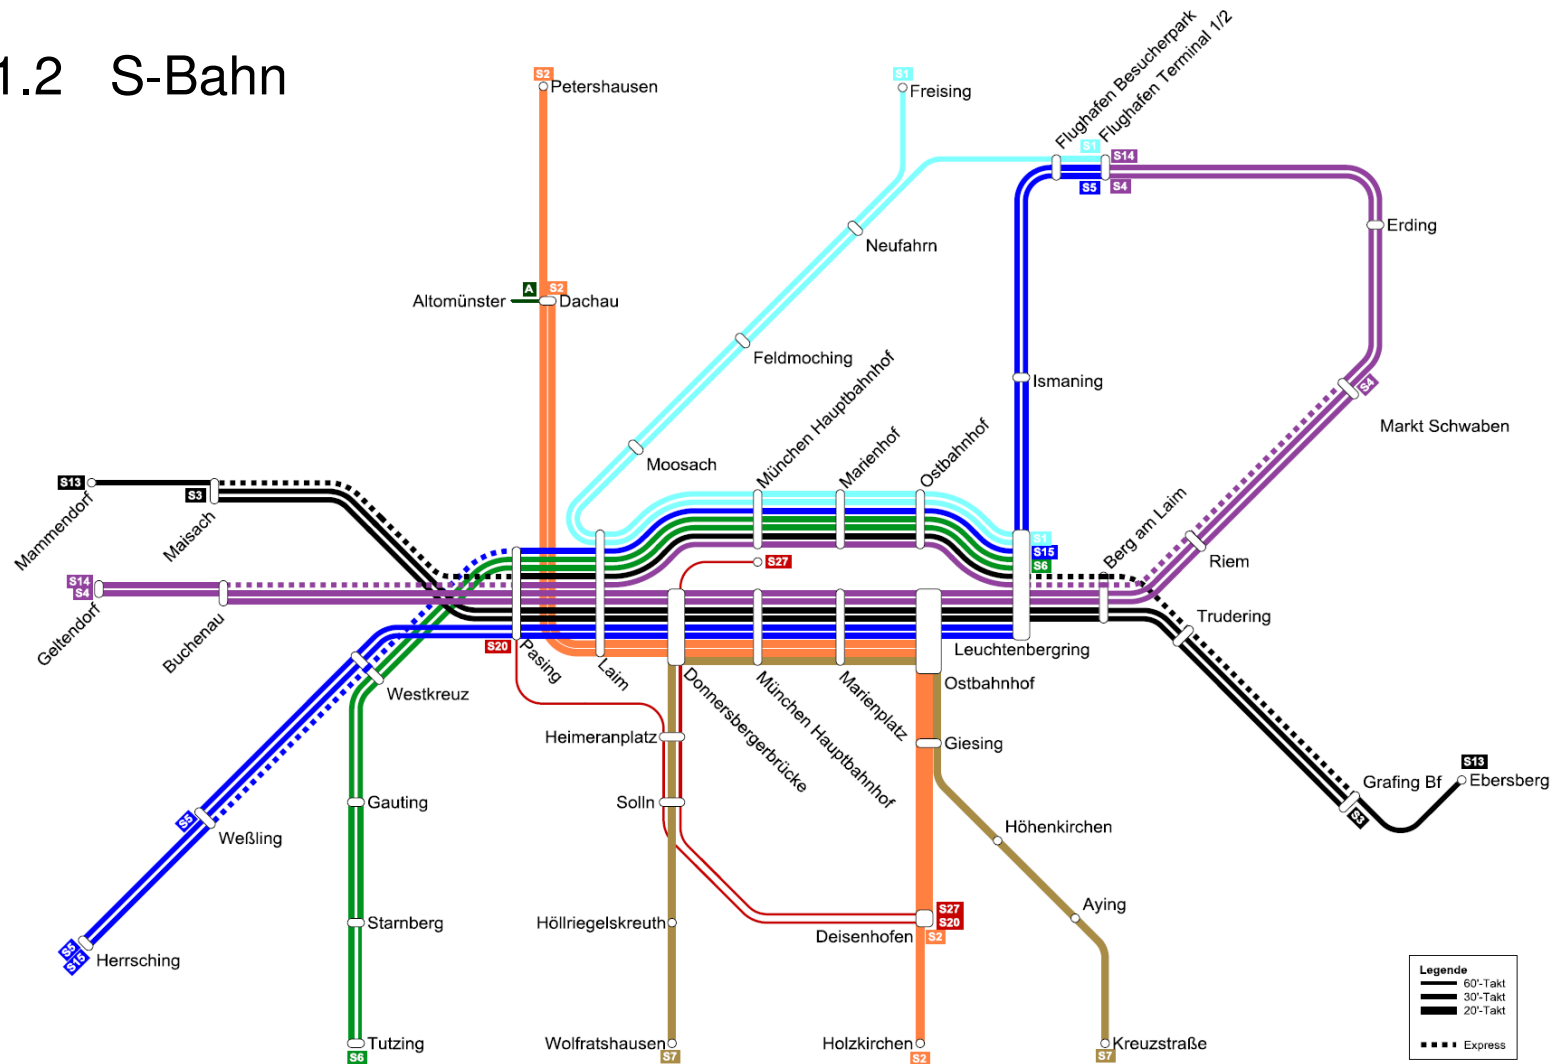 1.2 S-Bahn
S2
Petershausen
S1
Freising
Flughafen Besucherpark
Flughafen Terminal 1/2
S1
S14
S5
S4
Erding
Neufahrn
A
S2
Altomünster
Dachau
Feldmoching
Ismaning
S4
Markt Schwaben
Moosach
München Hauptbahnhof
Marienhof
Ostbahnhof
S13
Mammendorf
S3
Maisach
Berg am Laim
Riem
S1
S15
S6
S27
S14
S4
Geltendorf
Buchenau
Trudering
S20
Pasing
Laim
Leuchtenbergring
Westkreuz
Donnersbergerbrücke
München Hauptbahnhof
Marienplatz
Ostbahnhof
Heimeranplatz
Giesing
S13
Grafing Bf
Ebersberg
S3
Gauting
Solln
S5
Weßling
Höhenkirchen
Aying
Starnberg
Höllriegelskreuth
S27
S20
Deisenhofen
S2
S5
S15
Herrsching
Legende
60'-Takt
30'-Takt
20'-Takt
Express
Tutzing
S6
Wolfratshausen
S7
Holzkirchen
S2
Kreuzstraße
S7